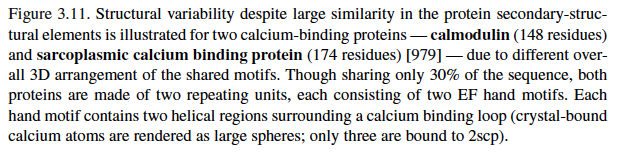 Figure 3.11. Structural variability despite large similarity in the protein secondary-struc-
tural elements is illustrated for two calcium-binding proteins — calmodulin (148 residues)
and sarcoplasmic calcium binding protein (174 residues) [979] — due to different over-
all 3D arrangement of the shared motifs. Though sharing only 30% of the sequence, both
proteins are made of two repeating units, each consisting of two EF hand motifs. Each
hand motif contains two helical regions surrounding a calcium binding loop (crystal-bound
calcium atoms are rendered as large spheres; only three are bound to 2scp).